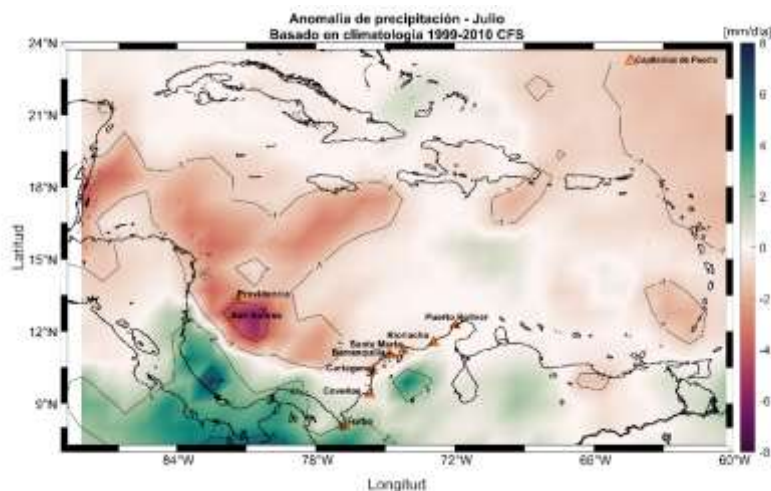 Anomalia de precipitación - Julio
Basado en climatología 1999-2010 CFS
[mm/día]
Capitanías de Puerto
24°N
21°N
18°N
15°N
12°N
9°N
Latitud
Providencia
San Andrés
Puerto Bolívar
Riohacha
Santa Marta
Barranquilla
Cartagena
Coveñas
Turbo
84°W
78°W
72°W
66°W
60°W
Longitud
8
6
4
2
0
-2
-4
-6
-8